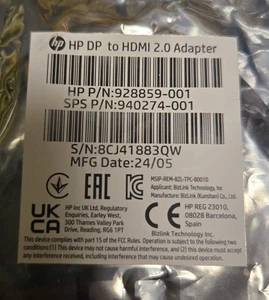 hp HP DP to HDMI 2.0 Adapter
HP P/N:928859-001
SPS P/N:940274-001
S/N:8CJ41883QW
MFG Date:24/05
UK CA
EAC
CE
MSIP-REM-BZL-TPC-B0010
Applicant: BizLink Technology, Inc
Manufacturer: BizLink (Kunshan) Co., Ltd.
HP Inc UK Ltd, Regulatory
Enquiries, Earley West,
300 Thames Valley Park
Drive, Reading, RG6 1PT
HP REG 23010,
08028 Barcelona,
Spain
BizLink Technology Inc.
This device complies with part 15 of the FCC Rules. Operation is Subject to the following
two conditions:(1) This device may not cause harmful interference, and (2) this device
must accept any interference received, including interference that may cause undesired
operation.